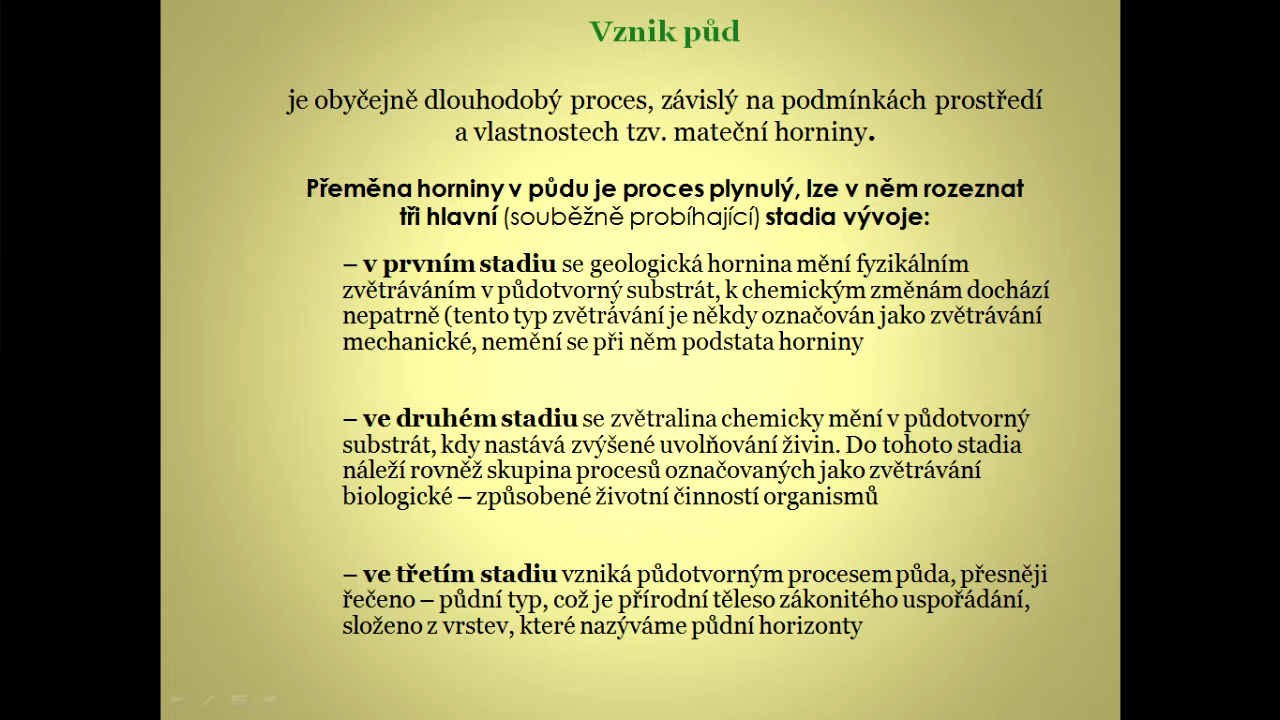 Vznik půd
je obyčejně dlouhodobý proces, závislý na podmínkách prostředí
a vlastnostech tzv. mateční horniny.
Přeměna horniny v půdu je proces plynulý, lze v něm rozeznat
tři hlavní (souběžně probíhající) stadia vývoje:
– v prvním stadiu se geologická hornina mění fyzikálním
zvětráváním v půdotvorný substrát, k chemickým změnám dochází
nepatrně (tento typ zvětrávání je někdy označován jako zvětrávání
mechanické, nemění se při něm podstata horniny
– ve druhém stadiu se zvětralina chemicky mění v půdotvorný
substrát, kdy nastává zvýšené uvolňování živin. Do tohoto stadia
náleží rovněž skupina procesů označovaných jako zvětrávání
biologické – způsobené životní činností organismů
– ve třetím stadiu vzniká půdotvorným procesem půda, přesněji
řečeno – půdní typ, což je přírodní těleso zákonitého uspořádání,
složeno z vrstev, které nazýváme půdní horizonty